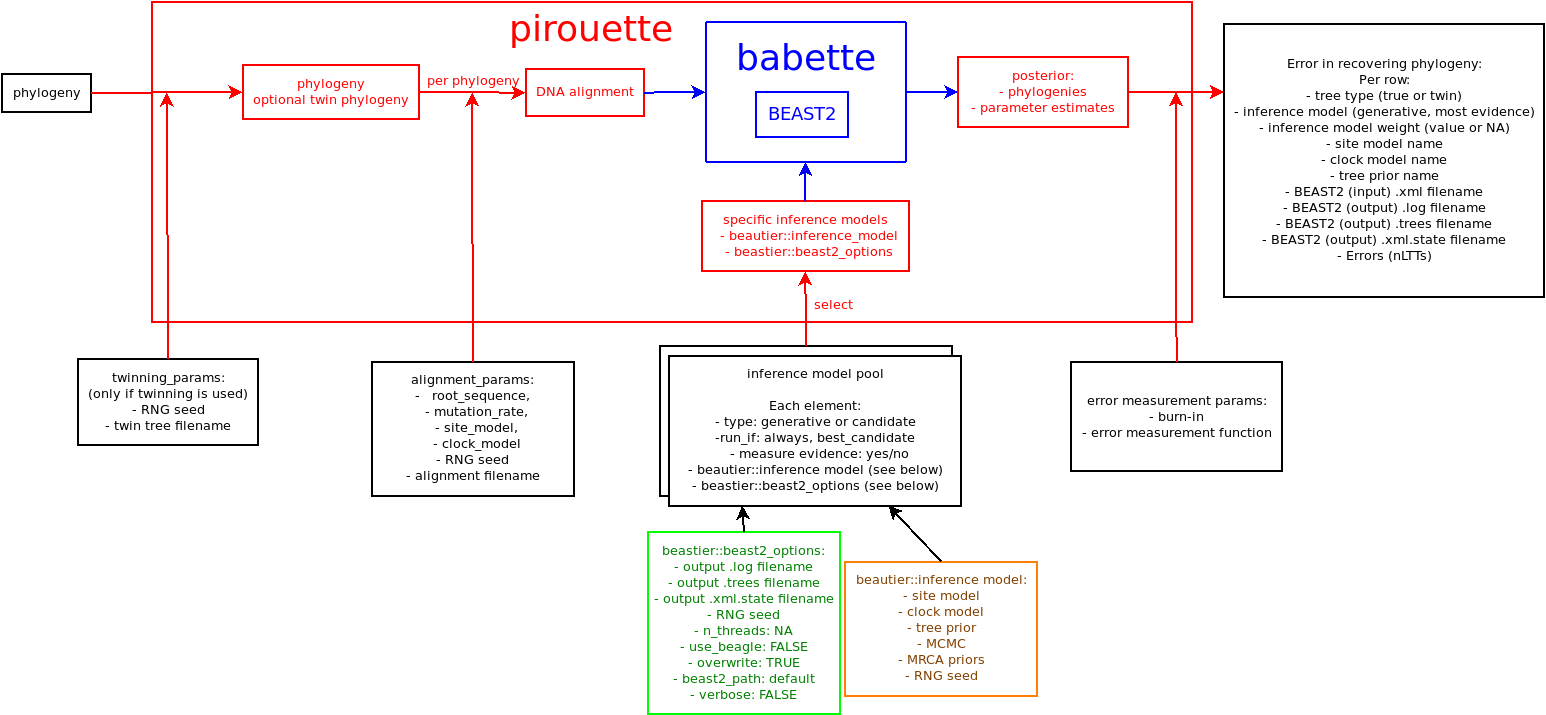 pirouette
phylogeny
phylogeny
optional twin phylogeny
per phylogeny
DNA alignment
babette
BEAST2
posterior:
- phylogenies
- parameter estimates
Error in recovering phylogeny:
Per row:
- tree type (true or twin)
- inference model (generative, most evidence)
- inference model weight (value or NA)
- site model name
- clock model name
- tree prior name
- BEAST2 (input) .xml filename
- BEAST2 (output) .log filename
- BEAST2 (output) .trees filename
- BEAST2 (output) .xml.state filename
- Errors (nLTTs)
specific inference models
- beautier::inference_model
- beastier::beast2_options
select
twinning_params:
(only if twinning is used)
- RNG seed
- twin tree filename
alignment_params:
- root_sequence,
- mutation_rate,
- site_model,
- clock_model
- RNG seed
- alignment filename
inference model pool
Each element:
- type: generative or candidate
-run_if: always, best_candidate
- measure evidence: yes/no
- beautier::inference model (see below)
- beastier::beast2_options (see below)
error measurement params:
- burn-in
- error measurement function
beastier::beast2_options:
- output .log filename
- output .trees filename
- output .xml.state filename
- RNG seed
- n_threads: NA
- use_beagle: FALSE
- overwrite: TRUE
- beast2_path: default
- verbose: FALSE
beautier::inference model:
- site model
- clock model
- tree prior
- MCMC
- MRCA priors
- RNG seed